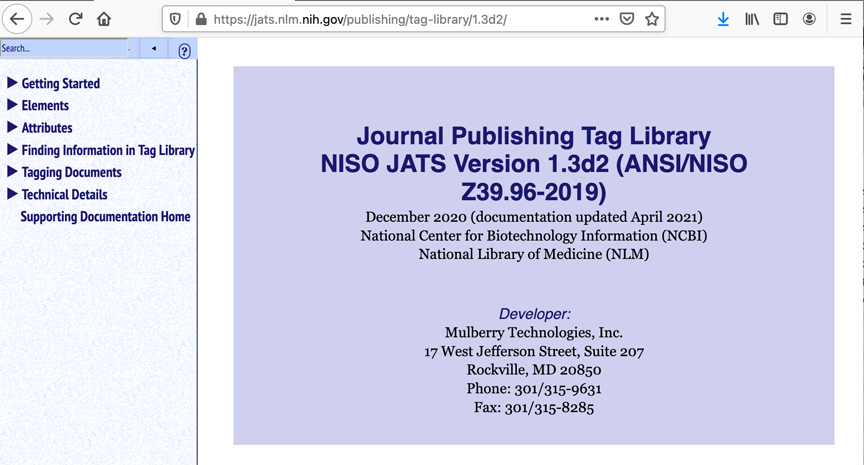 https://jats.nlm.nih.gov/publishing/tag-library/1.3d2/
Search...
?
Getting Started
Elements
Attributes
Finding Information in Tag Library
Tagging Documents
Technical Details
Supporting Documentation Home
Journal Publishing Tag Library
NISO JATS Version 1.3d2 (ANSI/NISO
Z39.96-2019)
December 2020 (documentation updated April 2021)
National Center for Biotechnology Information (NCBI)
National Library of Medicine (NLM)
Developer:
Mulberry Technologies, Inc.
17 West Jefferson Street, Suite 207
Rockville, MD 20850
Phone: 301/315-9631
Fax: 301/315-8285